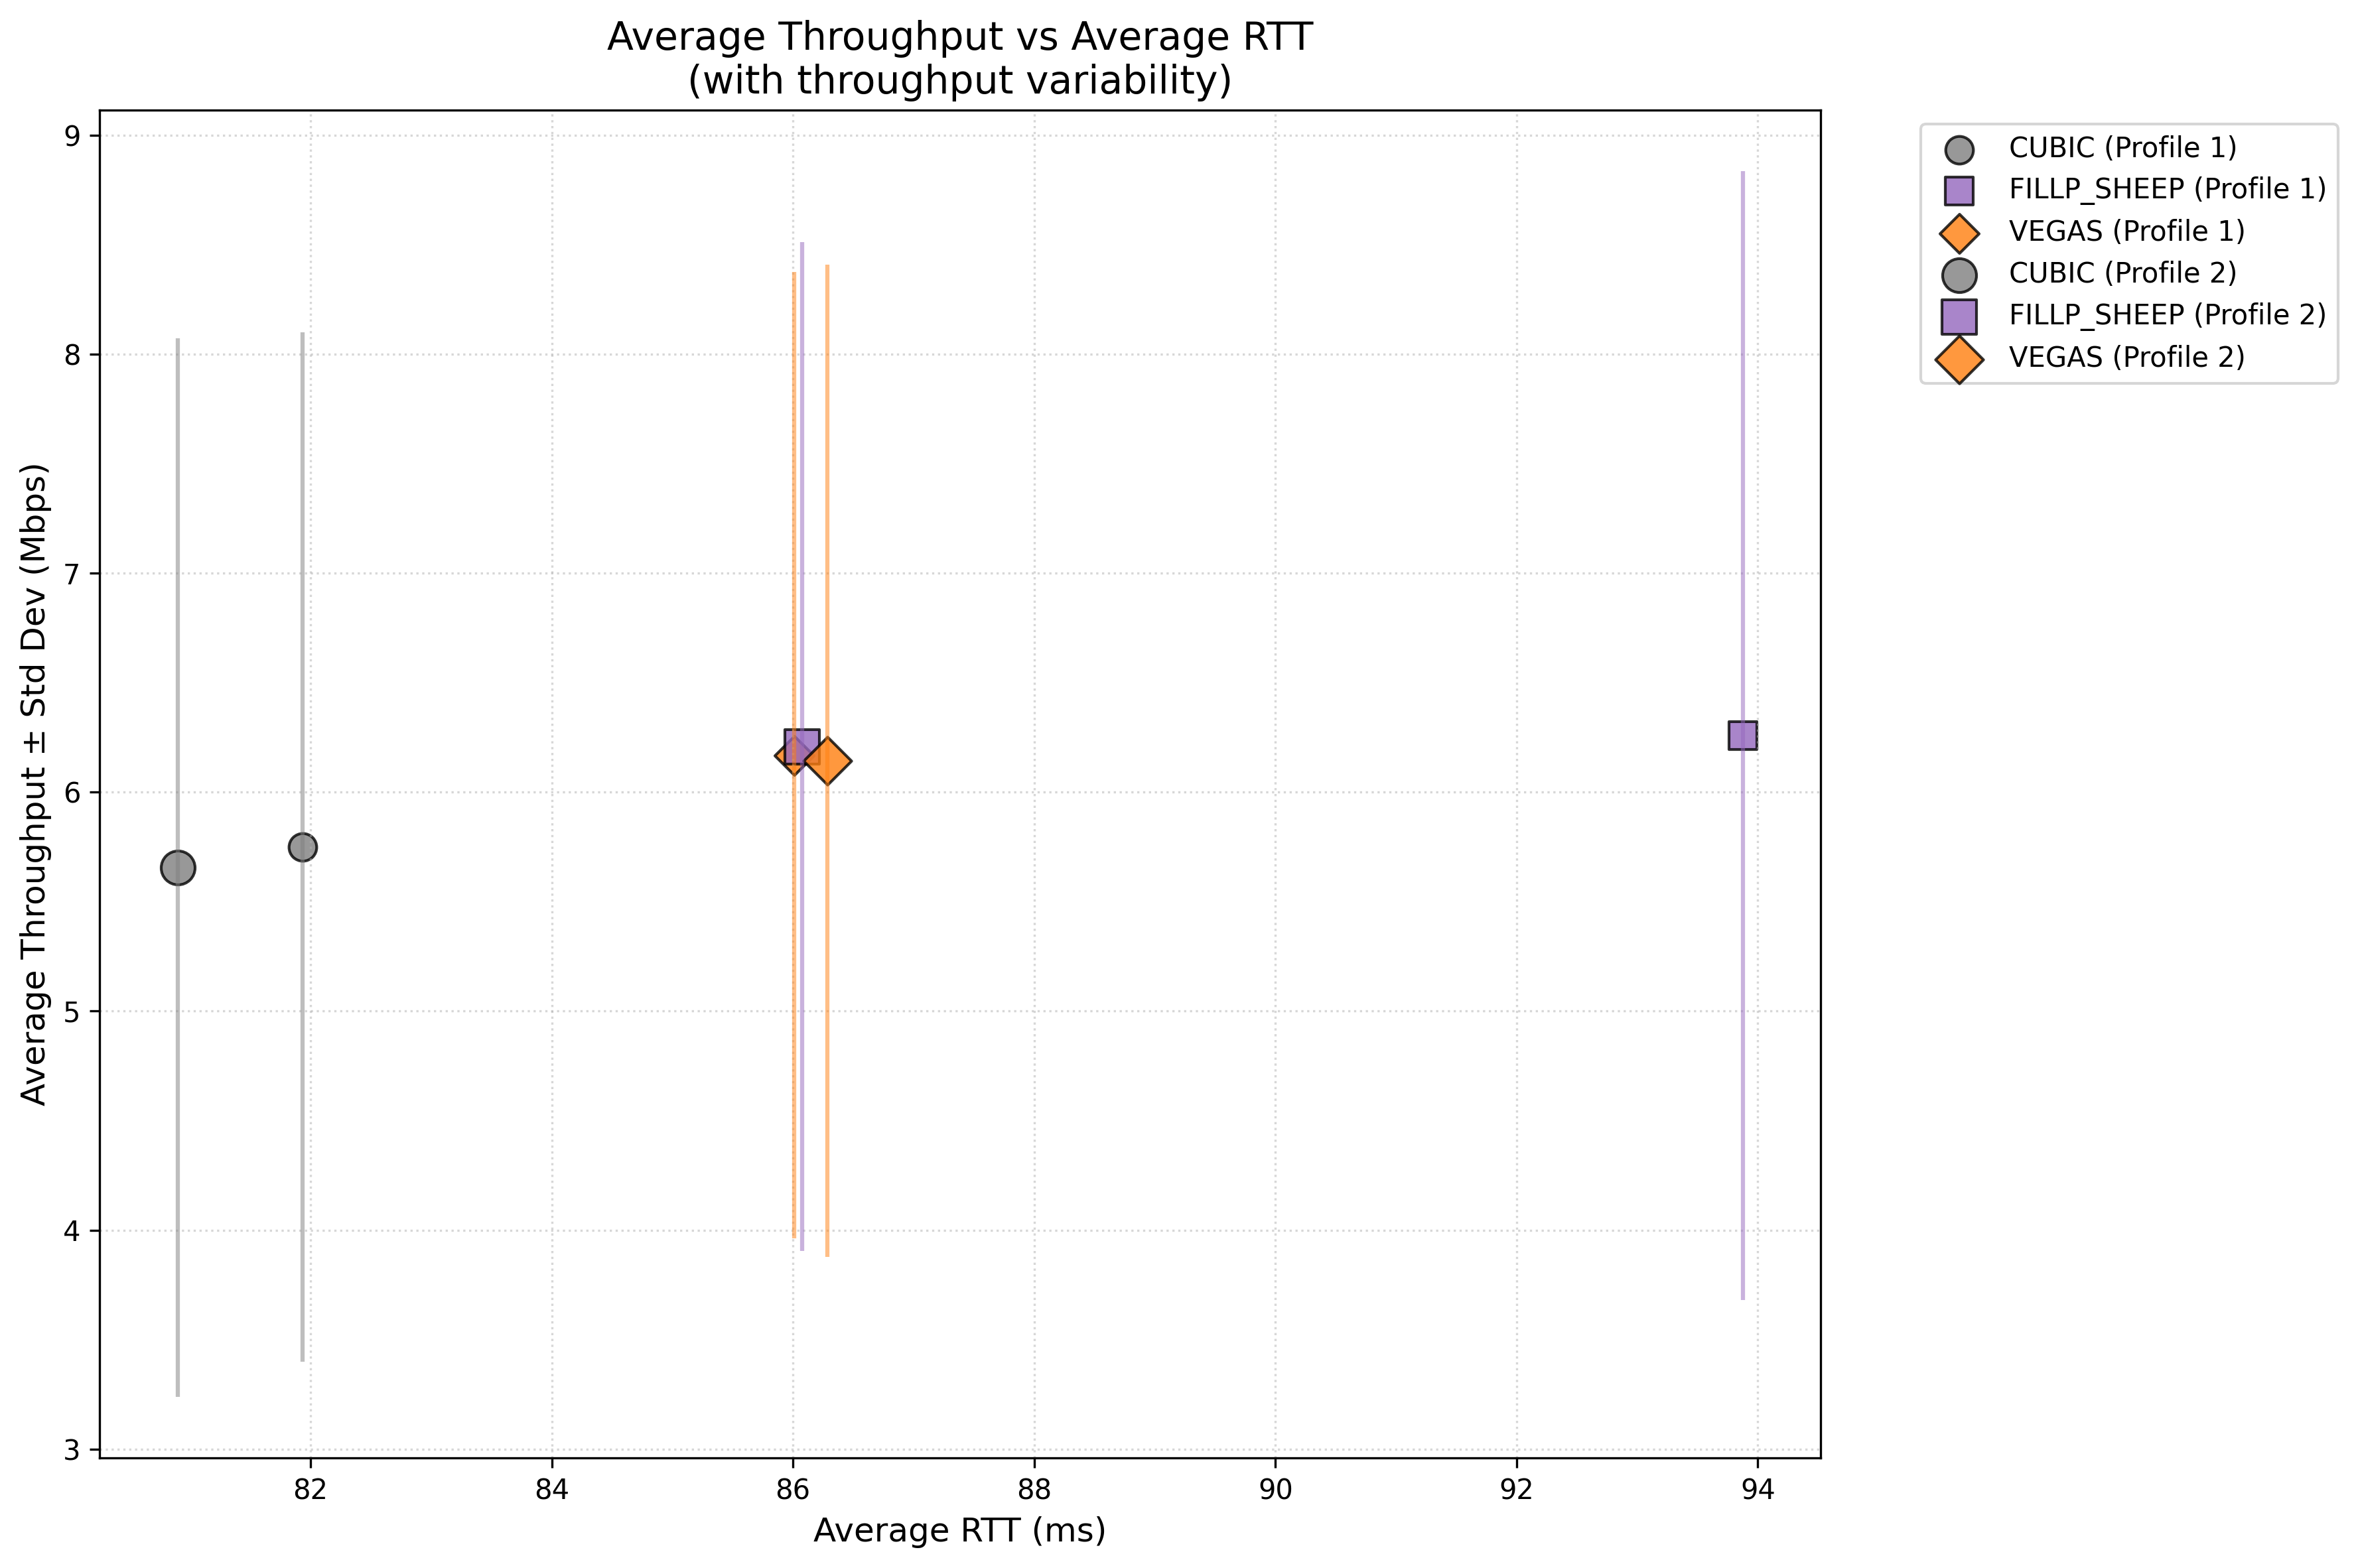 Average Throughput vs Average RTT
(with throughput variability)
Average Throughput ± Std Dev (Mbps)
9
8
7
6
5
4
3
82
84
86
88
90
92
94
Average RTT (ms)
CUBIC (Profile 1)
FILLP_SHEEP (Profile 1)
VEGAS (Profile 1)
CUBIC (Profile 2)
FILLP_SHEEP (Profile 2)
VEGAS (Profile 2)